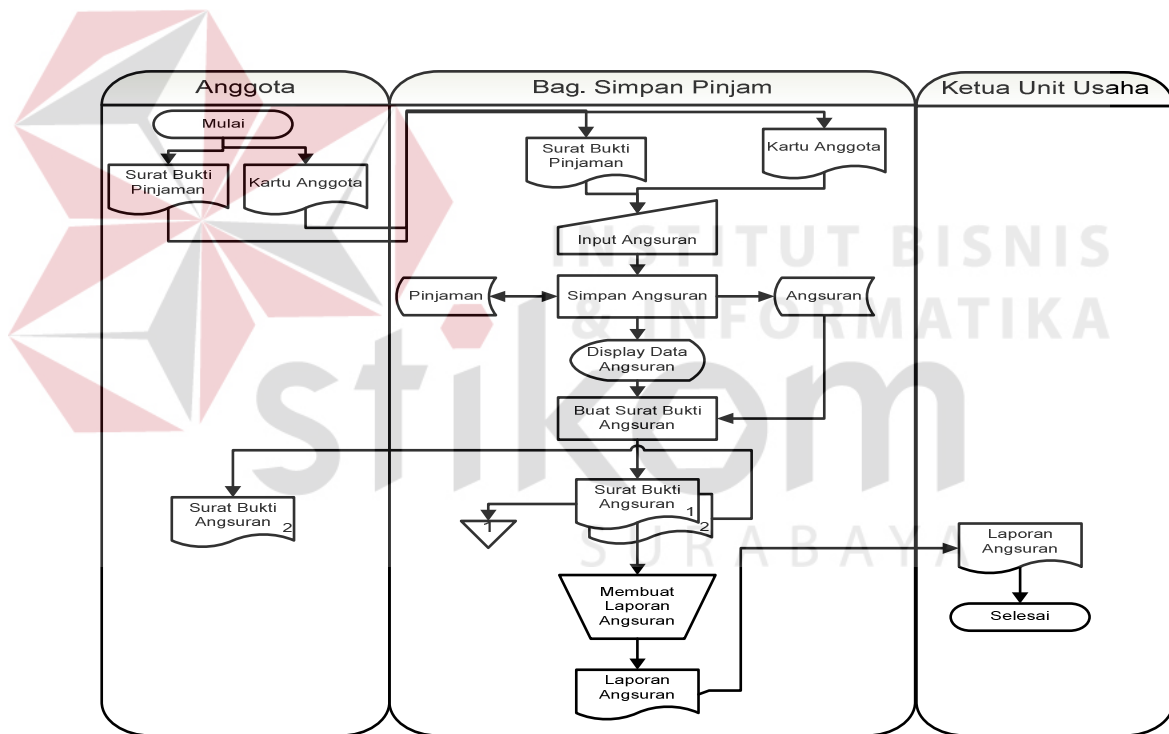 Anggota
Bag. Simpan Pinjam
Ketua Unit Usaha
Mulai
Surat Bukti
Pinjaman
Kartu Anggota
Surat Bukti
Pinjaman
Kartu Anggota
Input Angsuran
Pinjaman
Simpan Angsuran
Angsuran
Display Data
Angsuran
Buat Surat Bukti
Angsuran
Surat Bukti
Angsuran
2
1
Surat Bukti
Angsuran
1
2
Laporan
Angsuran
Membuat
Laporan
Angsuran
Selesai
Laporan
Angsuran
INSTITUT BISNIS
& INFORMATIKA
stikom
SURABAYA